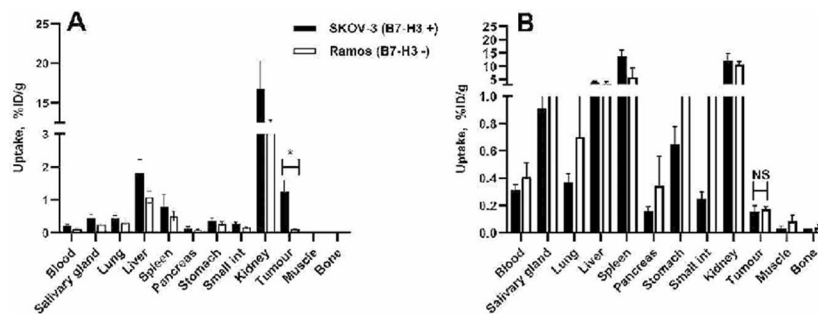 A
SKOV-3 (B7-H3 +)
Ramos (B7-H3 -)
Uptake, %ID/g
25
20
15
3
2
1
0
*
Blood
Salivary gland
Lung
Liver
Spleen
Pancreas
Stomach
Small int
Kidney
Tumour
Muscle
Bone
B
Uptake, %ID/g
25
20
15
10
5
1.0
0.8
0.6
0.4
0.2
0.0
NS
Blood
Salivary gland
Lung
Liver
Spleen
Pancreas
Stomach
Small int
Kidney
Tumour
Muscle
Bone